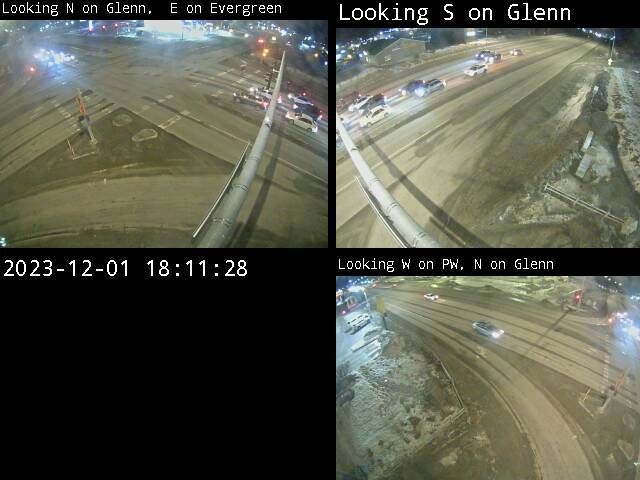 Looking N on Glenn,  E on Evergreen
Looking S on Glenn
2023-12-01 18:11:28
Looking W on PW, N on Glenn